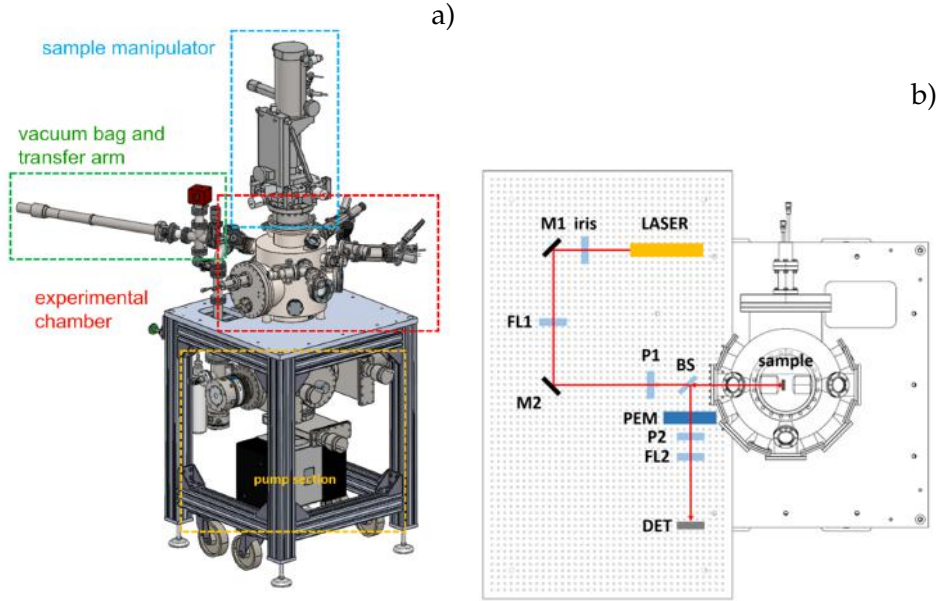 a)
sample manipulator
vacuum bag and
transfer arm
experimental
chamber
pump section
b)
M1 iris LASER
FL1
P1 BS sample
M2
PEM
P2
FL2
DET